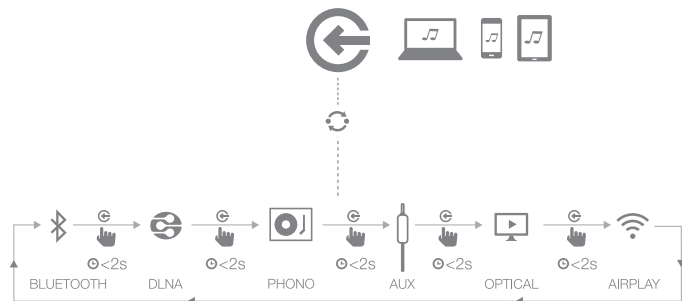 <2s <2s <2s <2s <2s
BLUETOOTH DLNA PHONO AUX OPTICAL AIRPLAY